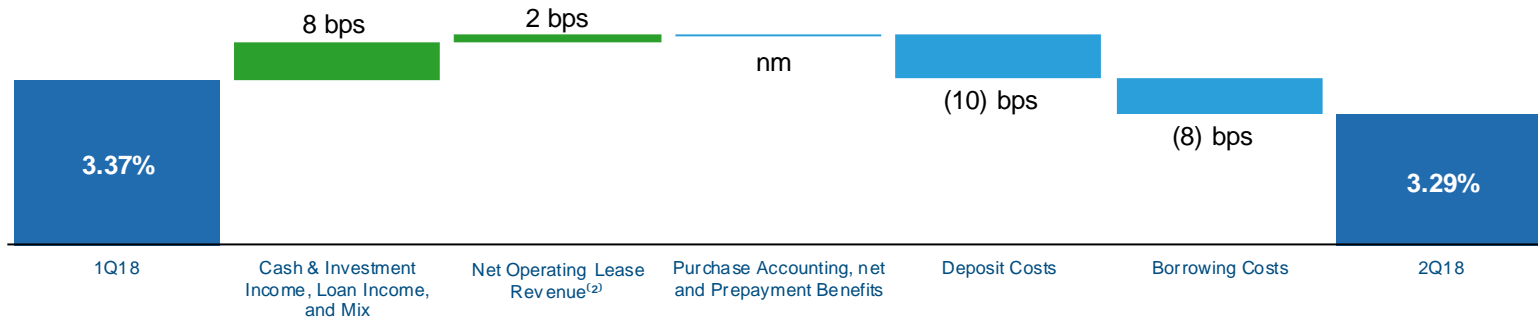 8 bps
2 bps
nm
(10) bps
(8) bps
3.37%
3.29%
1Q18
Cash & Investment
Income, Loan Income,
and Mix
Net Operating Lease
Revenue⁽²⁾
Purchase Accounting, net
and Prepayment Benefits
Deposit Costs
Borrowing Costs
2Q18